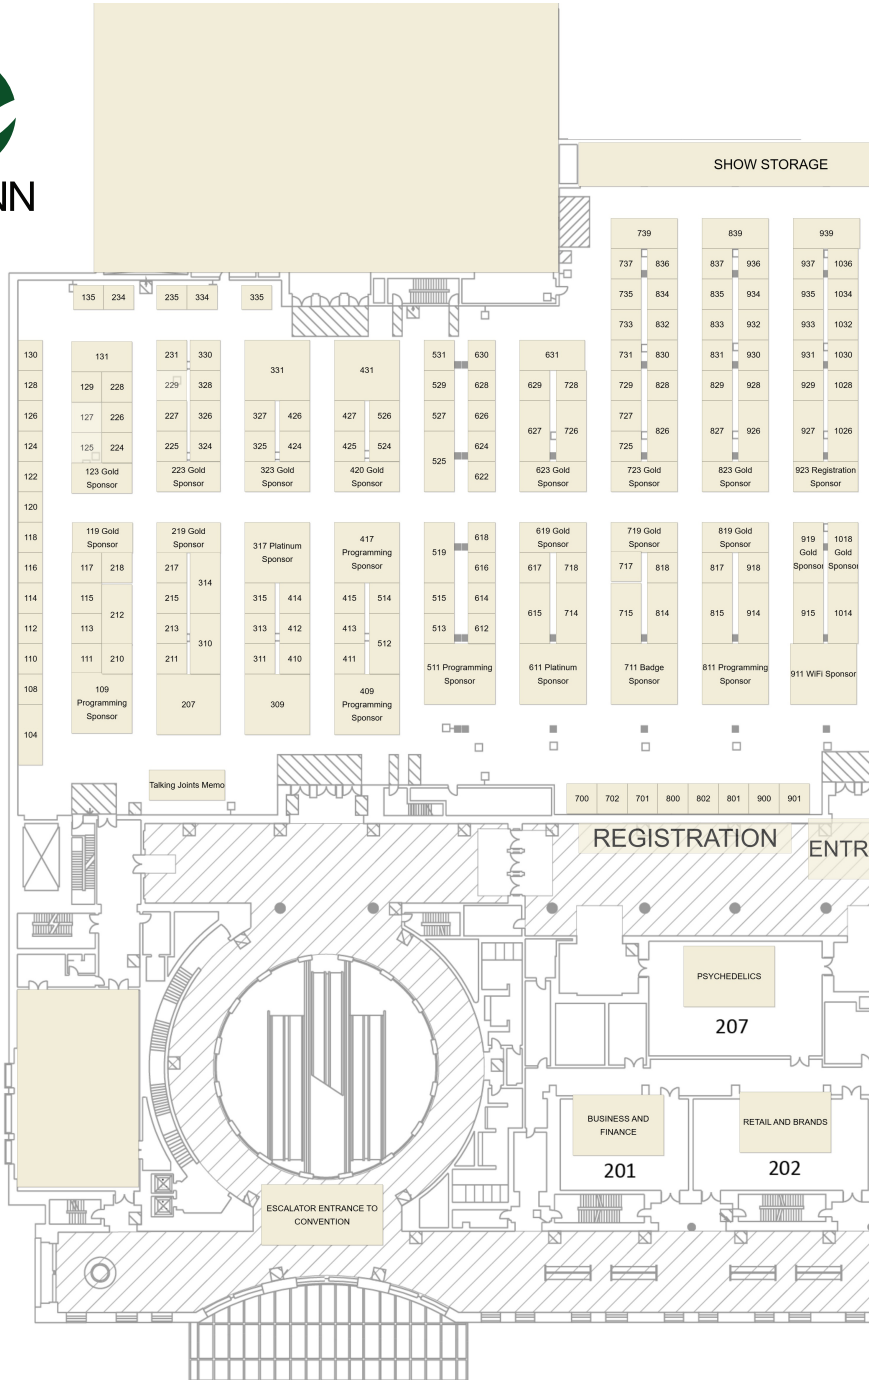 NN
SHOW STORAGE
739 839 939
737 836 837 936 937 1036
135 234 235 334 335
735 834 835 934 935 1034
733 832 833 932 933 1032
130 131 231 330 331 431 531 630 631 731 830 831 930 931 1030
128 129 228 229 328 529 628 629 728 729 828 829 928 929 1028
126 127 226 227 326 327 426 427 526 527 626 627 726 727 826 827 926 927 1026
124 125 224 225 324 325 424 425 524 525 624 725
122 123 Gold 223 Gold 323 Gold 420 Gold 622 623 Gold 723 Gold 823 Gold 923 Registration
Sponsor Sponsor Sponsor Sponsor Sponsor Sponsor Sponsor Sponsor
120
118 119 Gold 219 Gold 317 Platinum 417 519 618 619 Gold 719 Gold 819 Gold 919 1018
Sponsor Sponsor Sponsor Programming Sponsor Sponsor Sponsor Gold Gold
Sponsor Sponsor Sponsor
116 117 218 217 314 616 617 718 717 818 817 918
114 115 212 215 315 414 415 514 515 614 615 714 715 814 815 914 915 1014
112 113 213 310 313 412 413 512 513 612
110 111 210 211 311 410 411 511 Programming 611 Platinum 711 Badge 811 Programming 911 WiFi Sponsor
Sponsor Sponsor Sponsor Sponsor
108 109 207 309 409
Programming Programming
Sponsor Sponsor
104
Talking Joints Memo
700 702 701 800 802 801 900 901
REGISTRATION ENTR
PSYCHEDELICS
207
BUSINESS AND
FINANCE
201
RETAIL AND BRANDS
202
ESCALATOR ENTRANCE TO
CONVENTION